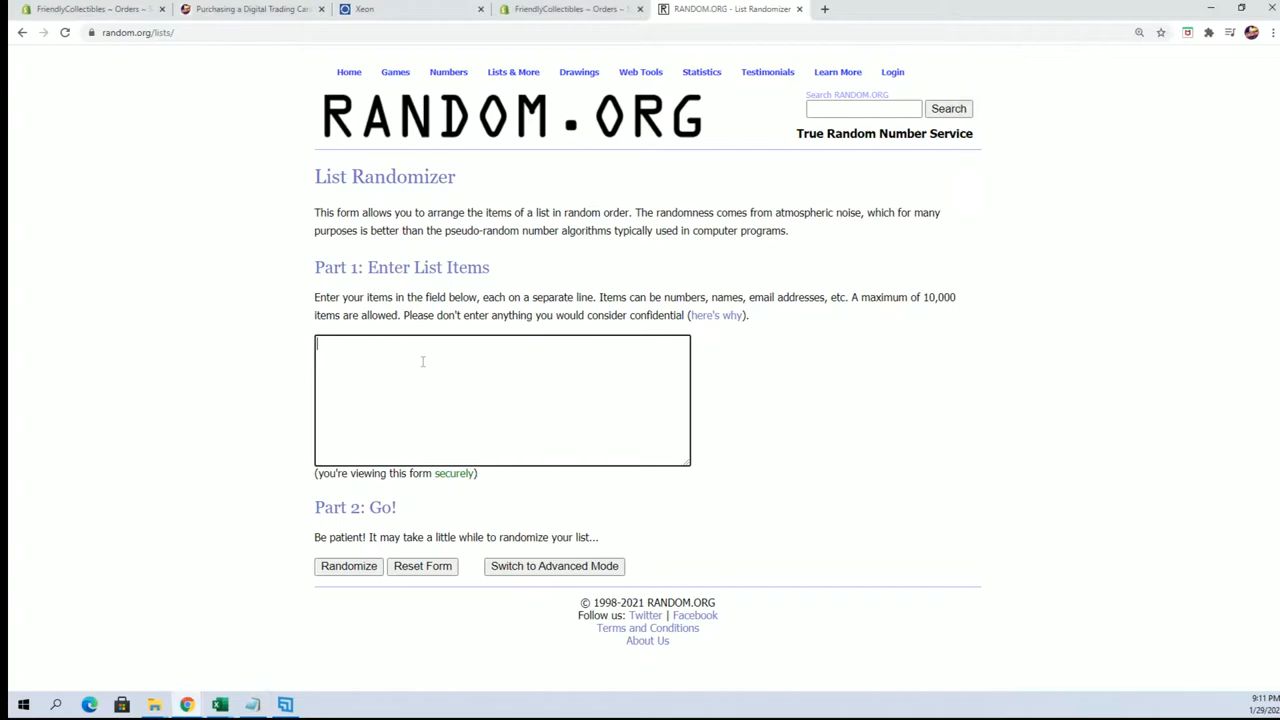 FriendlyCollectibles ~ Orders ~ Purchasing a Digital Trading Car Xeon FriendlyCollectibles ~ Orders ~ RANDOM.ORG - List Randomizer
random.org/lists/
Home Games Numbers Lists & More Drawings Web Tools Statistics Testimonials Learn More Login
RANDOM.ORG
Search RANDOM.ORG
Search
True Random Number Service
List Randomizer
This form allows you to arrange the items of a list in random order. The randomness comes from atmospheric noise, which for many
purposes is better than the pseudo-random number algorithms typically used in computer programs.
Part 1: Enter List Items
Enter your items in the field below, each on a separate line. Items can be numbers, names, email addresses, etc. A maximum of 10,000
items are allowed. Please don't enter anything you would consider confidential (here's why).
(you're viewing this form securely)
Part 2: Go!
Be patient! It may take a little while to randomize your list...
Randomize Reset Form Switch to Advanced Mode
© 1998-2021 RANDOM.ORG
Follow us: Twitter | Facebook
Terms and Conditions
About Us
9:11 PM
1/29/202